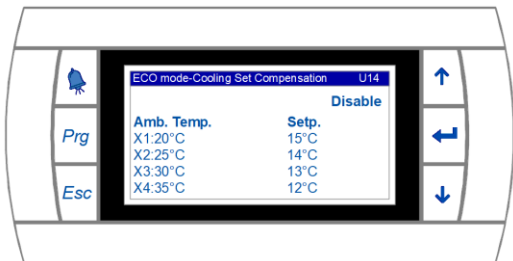 ECO mode-Cooling Set Compensation U14
Disable
Amb. Temp. Setp.
X1:20°C 15°C
X2:25°C 14°C
X3:30°C 13°C
X4:35°C 12°C
Prg
Esc